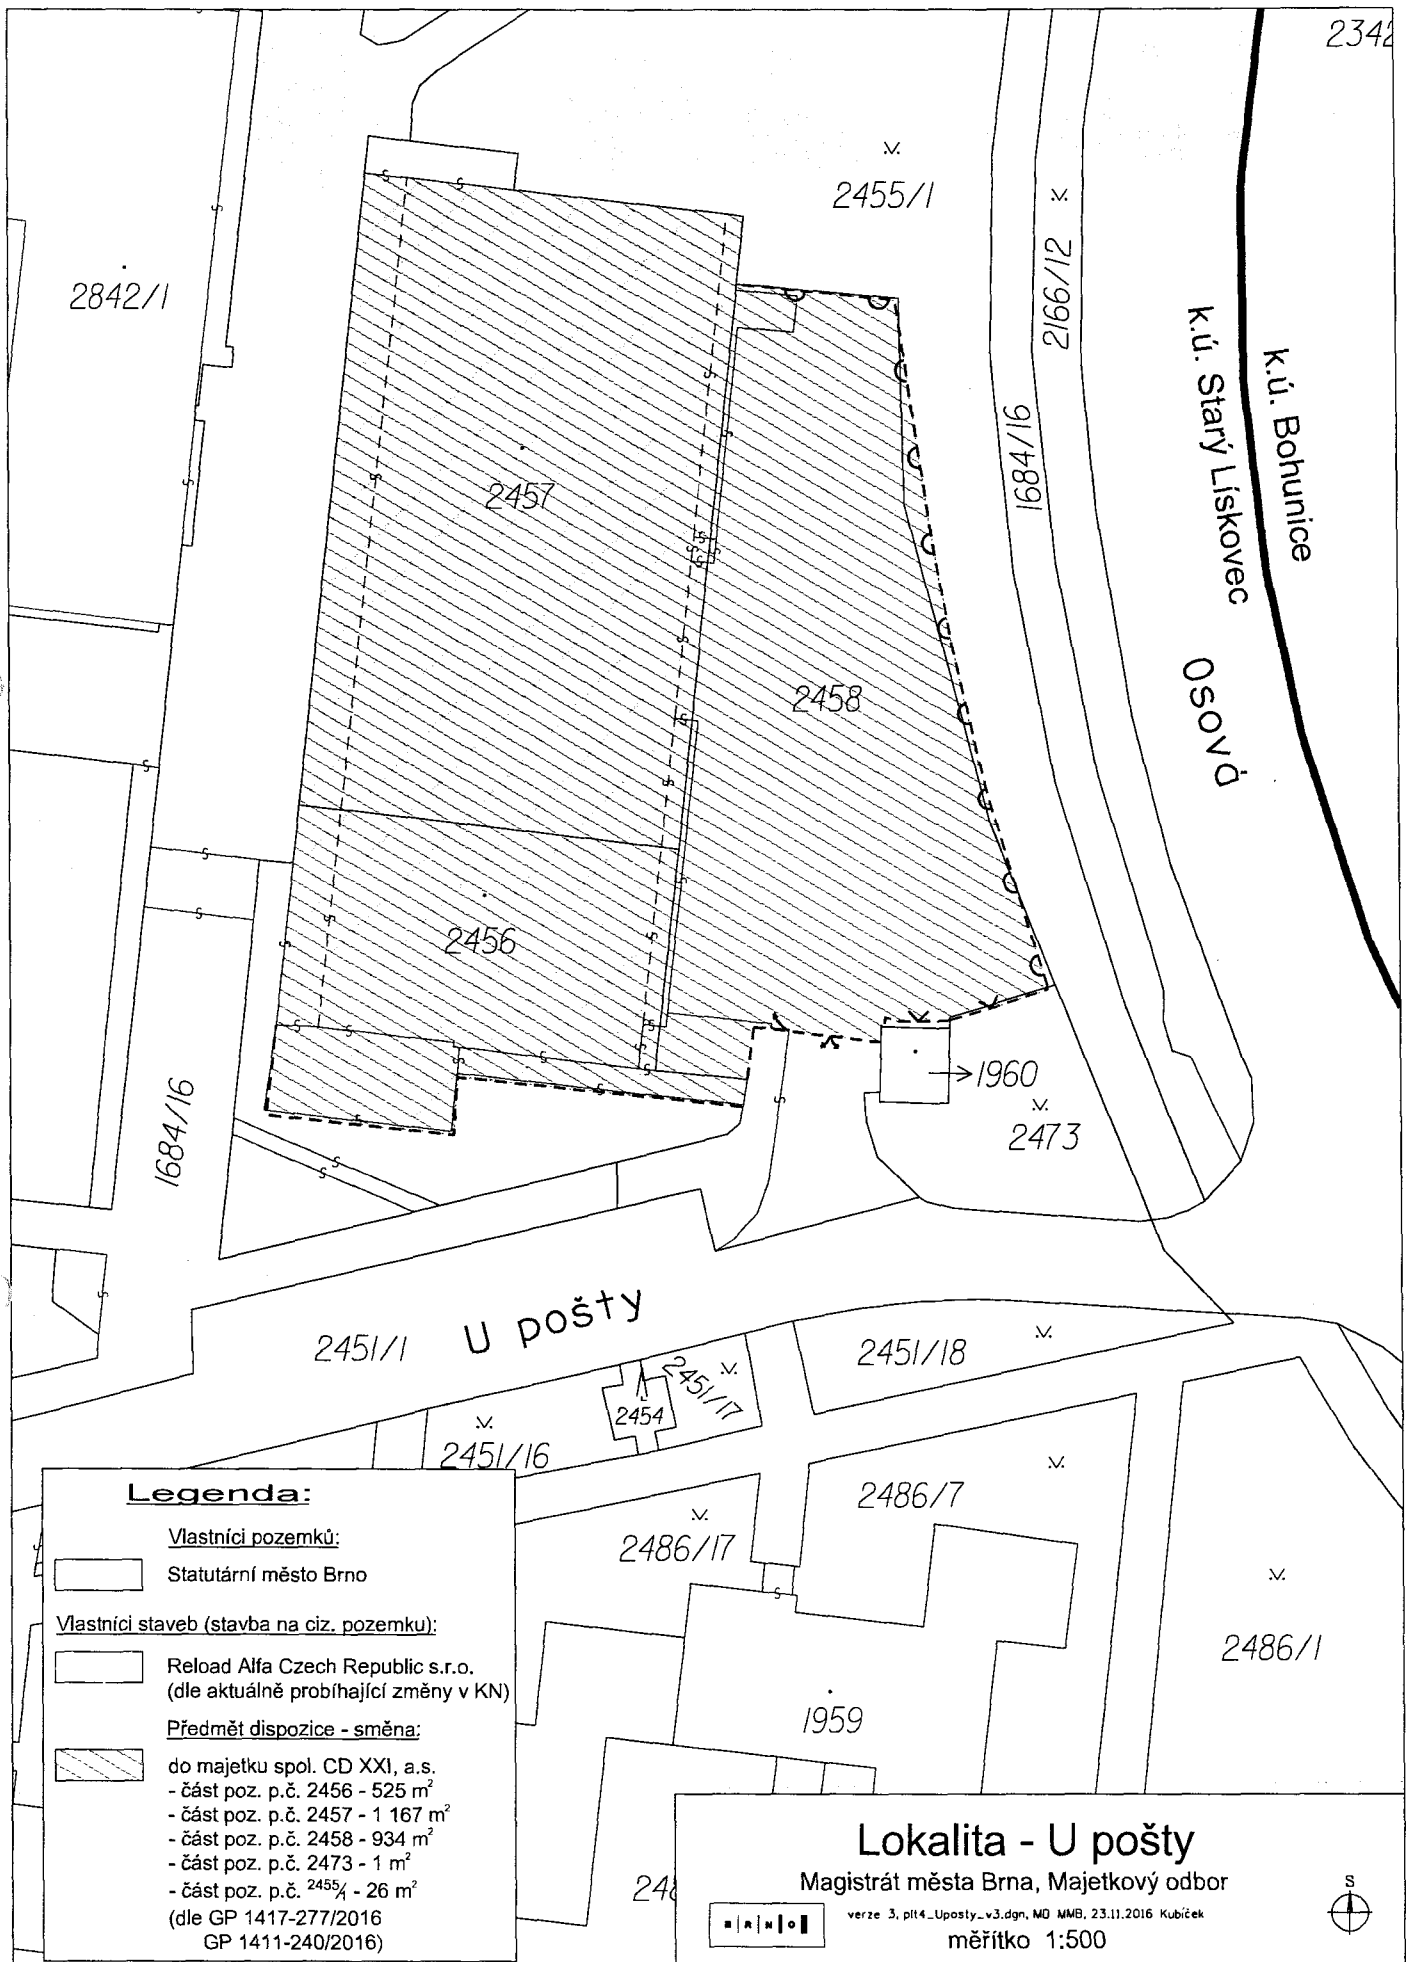 2342
2455/1
2166/12
2842/1
k.ú. Starý Lískovec
k.ú. Bohunice
1684/16
2457
2458
Osová
2456
1960
2473
1684/16
U pošty
2451/1
2451/18
2451/17
2454
2451/16
2486/7
2486/17
2486/1
1959
248
Legenda:
Vlastníci pozemků:
Statutární město Brno
Vlastníci staveb (stavba na ciz. pozemku):
Reload Alfa Czech Republic s.r.o.
(dle aktuálně probíhající změny v KN)
Předmět dispozice - směna:
do majetku spol. CD XXI, a.s.
- část poz. p.č. 2456 - 525 m²
- část poz. p.č. 2457 - 1 167 m²
- část poz. p.č. 2458 - 934 m²
- část poz. p.č. 2473 - 1 m²
- část poz. p.č. 2455/1 - 26 m²
(dle GP 1417-277/2016
GP 1411-240/2016)
Lokalita - U pošty
Magistrát města Brna, Majetkový odbor
verze 3, plt4_Uposty_v3.dgn, MO MMB, 23.11.2016 Kubíček
měřítko 1:500
B|R|N|O
S